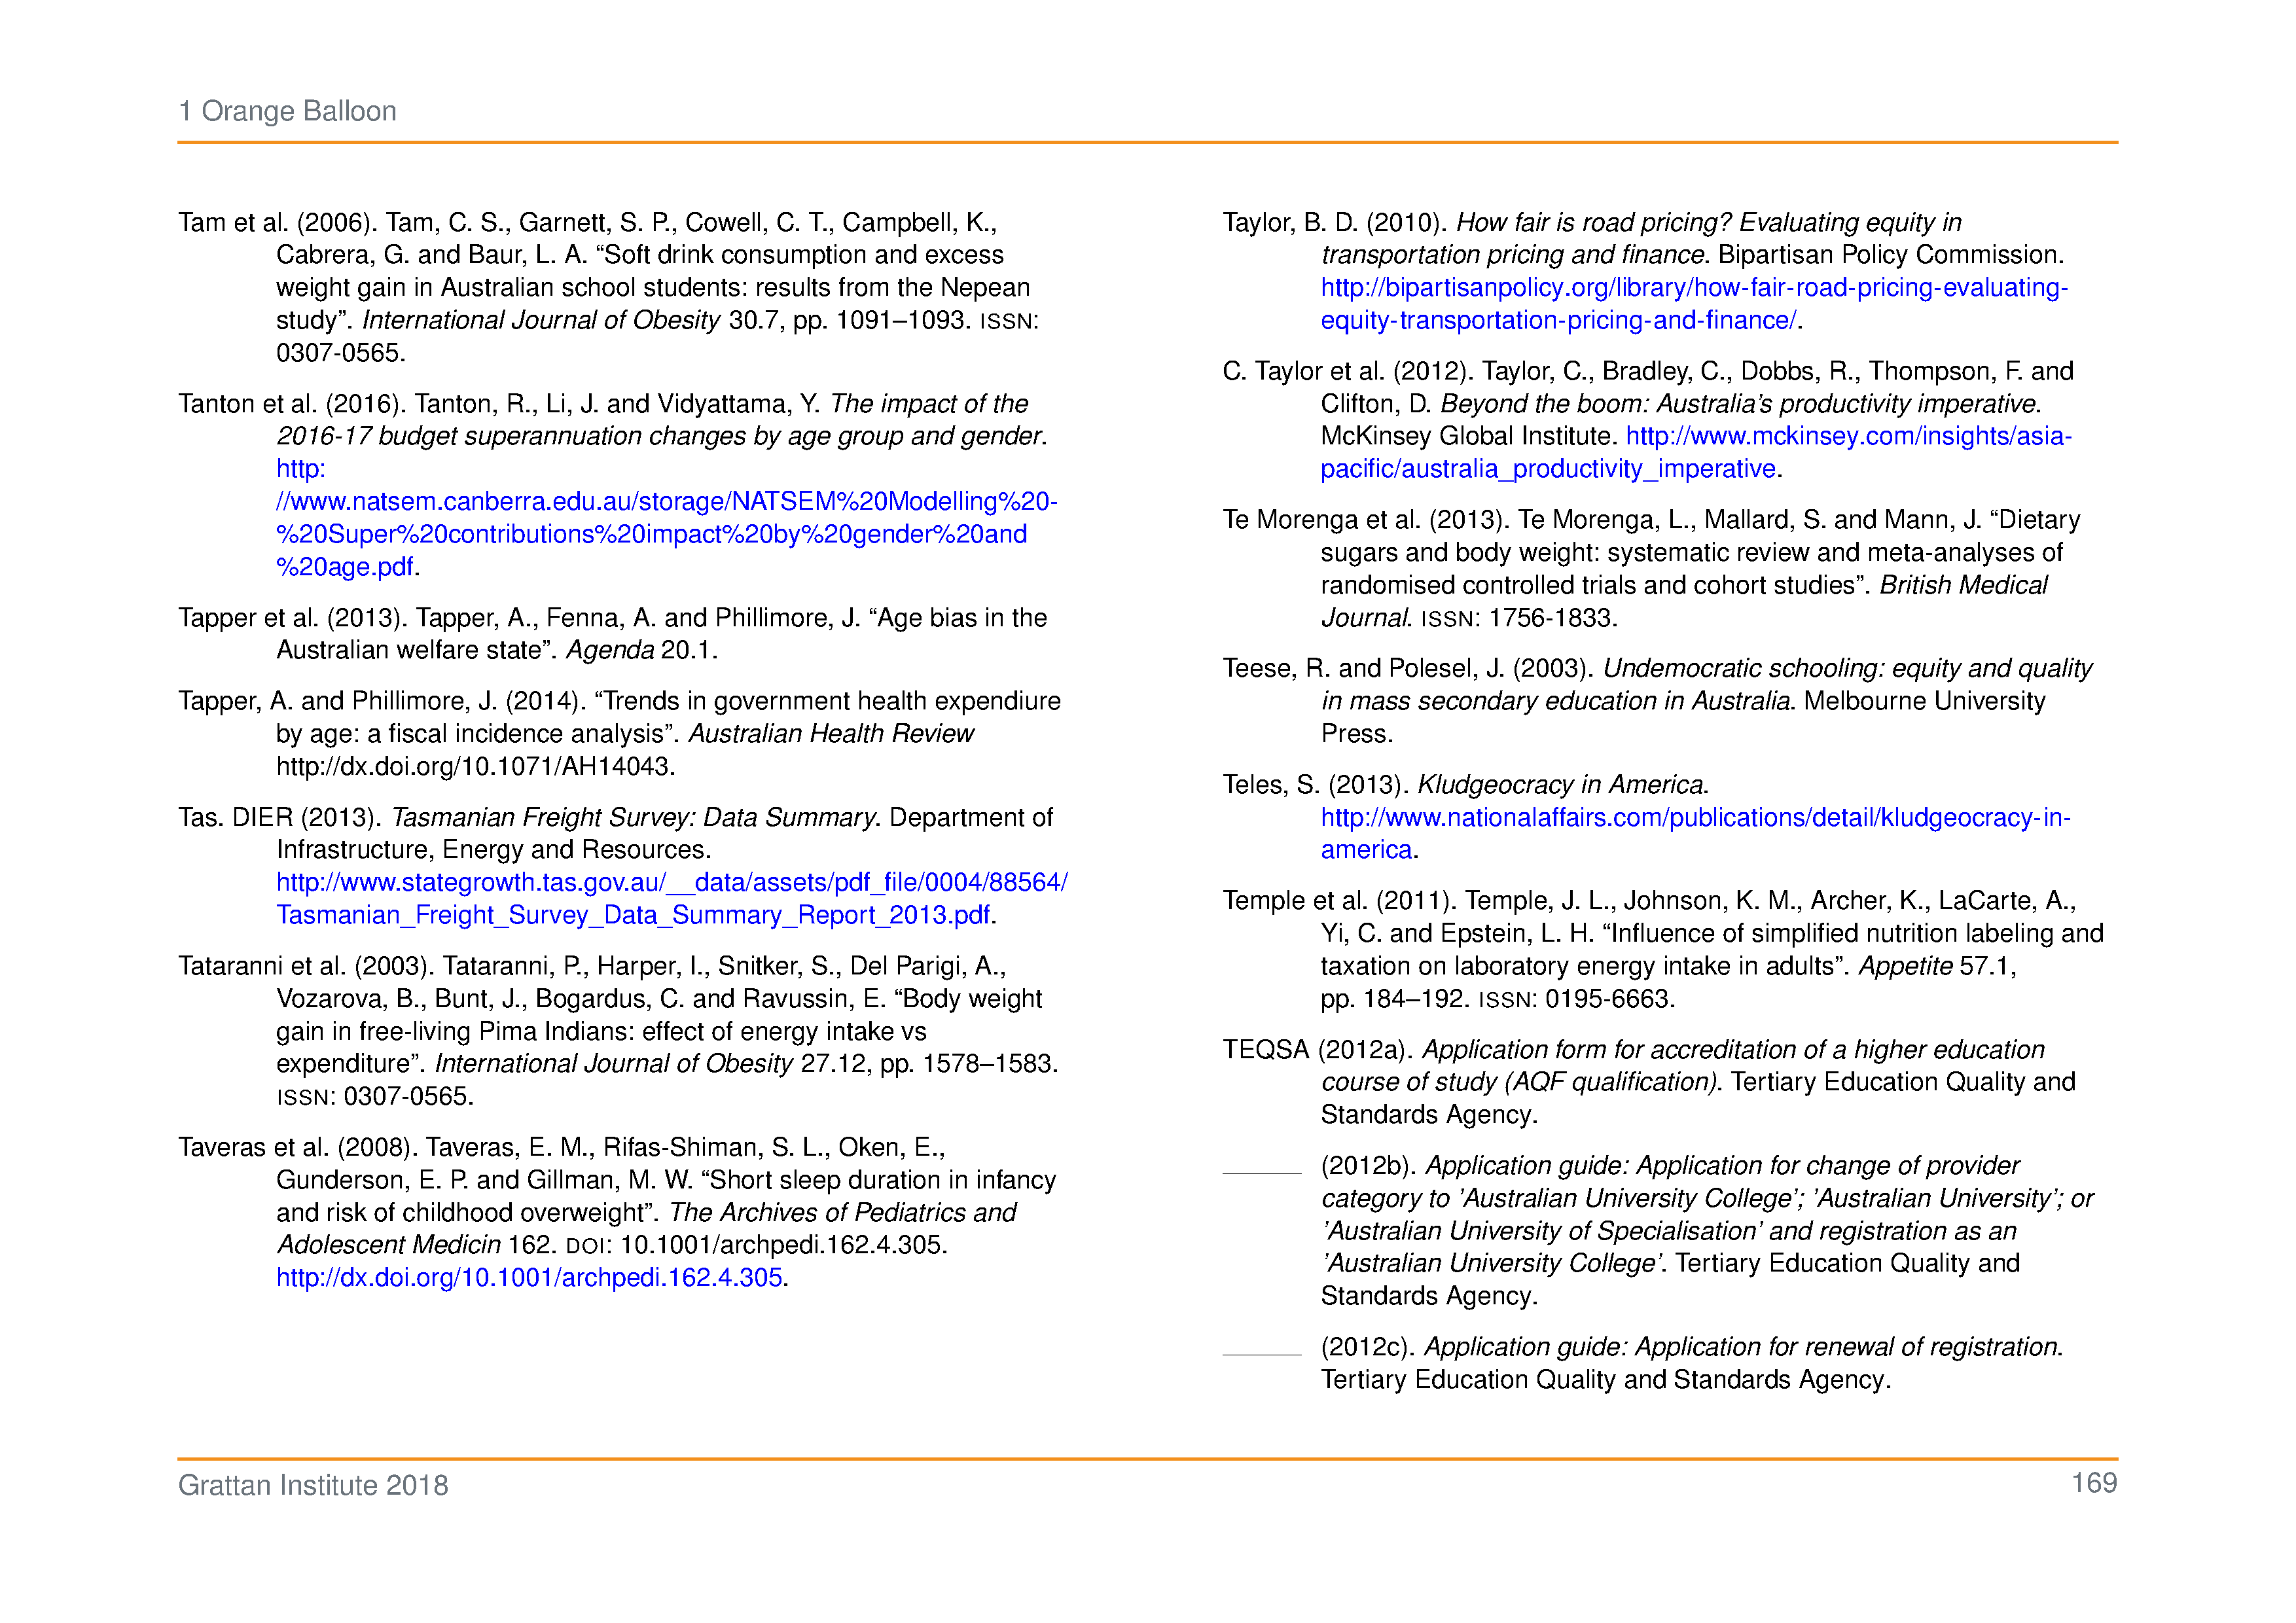 1 Orange Balloon
Tam et al. (2006). Tam, C. S., Garnett, S. P., Cowell, C. T., Campbell, K.,
Cabrera, G. and Baur, L. A. “Soft drink consumption and excess
weight gain in Australian school students: results from the Nepean
study”. International Journal of Obesity 30.7, pp. 1091–1093. ISSN:
0307-0565.
Tanton et al. (2016). Tanton, R., Li, J. and Vidyattama, Y. The impact of the
2016-17 budget superannuation changes by age group and gender.
http:
//www.natsem.canberra.edu.au/storage/NATSEM%20Modelling%20-
%20Super%20contributions%20impact%20by%20gender%20and
%20age.pdf.
Tapper et al. (2013). Tapper, A., Fenna, A. and Phillimore, J. “Age bias in the
Australian welfare state”. Agenda 20.1.
Tapper, A. and Phillimore, J. (2014). “Trends in government health expendiure
by age: a fiscal incidence analysis”. Australian Health Review
http://dx.doi.org/10.1071/AH14043.
Tas. DIER (2013). Tasmanian Freight Survey: Data Summary. Department of
Infrastructure, Energy and Resources.
http://www.stategrowth.tas.gov.au/__data/assets/pdf_file/0004/88564/
Tasmanian_Freight_Survey_Data_Summary_Report_2013.pdf.
Tataranni et al. (2003). Tataranni, P., Harper, I., Snitker, S., Del Parigi, A.,
Vozarova, B., Bunt, J., Bogardus, C. and Ravussin, E. “Body weight
gain in free-living Pima Indians: effect of energy intake vs
expenditure”. International Journal of Obesity 27.12, pp. 1578–1583.
ISSN: 0307-0565.
Taveras et al. (2008). Taveras, E. M., Rifas-Shiman, S. L., Oken, E.,
Gunderson, E. P. and Gillman, M. W. “Short sleep duration in infancy
and risk of childhood overweight”. The Archives of Pediatrics and
Adolescent Medicin 162. DOI: 10.1001/archpedi.162.4.305.
http://dx.doi.org/10.1001/archpedi.162.4.305.
Taylor, B. D. (2010). How fair is road pricing? Evaluating equity in
transportation pricing and finance. Bipartisan Policy Commission.
http://bipartisanpolicy.org/library/how-fair-road-pricing-evaluating-
equity-transportation-pricing-and-finance/.
C. Taylor et al. (2012). Taylor, C., Bradley, C., Dobbs, R., Thompson, F. and
Clifton, D. Beyond the boom: Australia’s productivity imperative.
McKinsey Global Institute. http://www.mckinsey.com/insights/asia-
pacific/australia_productivity_imperative.
Te Morenga et al. (2013). Te Morenga, L., Mallard, S. and Mann, J. “Dietary
sugars and body weight: systematic review and meta-analyses of
randomised controlled trials and cohort studies”. British Medical
Journal. ISSN: 1756-1833.
Teese, R. and Polesel, J. (2003). Undemocratic schooling: equity and quality
in mass secondary education in Australia. Melbourne University
Press.
Teles, S. (2013). Kludgeocracy in America.
http://www.nationalaffairs.com/publications/detail/kludgeocracy-in-
america.
Temple et al. (2011). Temple, J. L., Johnson, K. M., Archer, K., LaCarte, A.,
Yi, C. and Epstein, L. H. “Influence of simplified nutrition labeling and
taxation on laboratory energy intake in adults”. Appetite 57.1,
pp. 184–192. ISSN: 0195-6663.
TEQSA (2012a). Application form for accreditation of a higher education
course of study (AQF qualification). Tertiary Education Quality and
Standards Agency.
______ (2012b). Application guide: Application for change of provider
category to ’Australian University College’; ’Australian University’; or
’Australian University of Specialisation’ and registration as an
’Australian University College’. Tertiary Education Quality and
Standards Agency.
______ (2012c). Application guide: Application for renewal of registration.
Tertiary Education Quality and Standards Agency.
Grattan Institute 2018
169